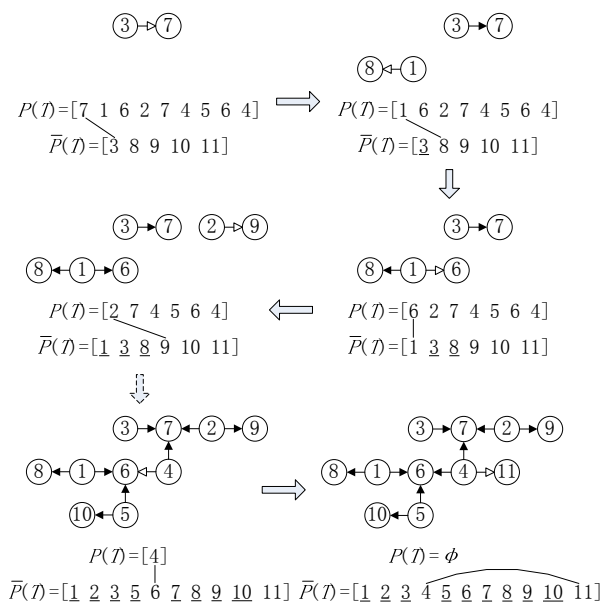 3 7
P(T)=[7 1 6 2 7 4 5 6 4]
P̄(T)=[3 8 9 10 11]
3 7
8 1
P(T)=[1 6 2 7 4 5 6 4]
P̄(T)=[3 8 9 10 11]
3 7
8 1 6
P(T)=[6 2 7 4 5 6 4]
P̄(T)=[1 3 8 9 10 11]
3 7 2 9
8 1 6
P(T)=[2 7 4 5 6 4]
P̄(T)=[1 3 8 9 10 11]
3 7 2 9
8 1 6 4
10 5
P(T)=[4]
P̄(T)=[1 2 3 5 6 7 8 9 10 11]
3 7 2 9
8 1 6 4 11
10 5
P(T)=ϕ
P̄(T)=[1 2 3 4 5 6 7 8 9 10 11]